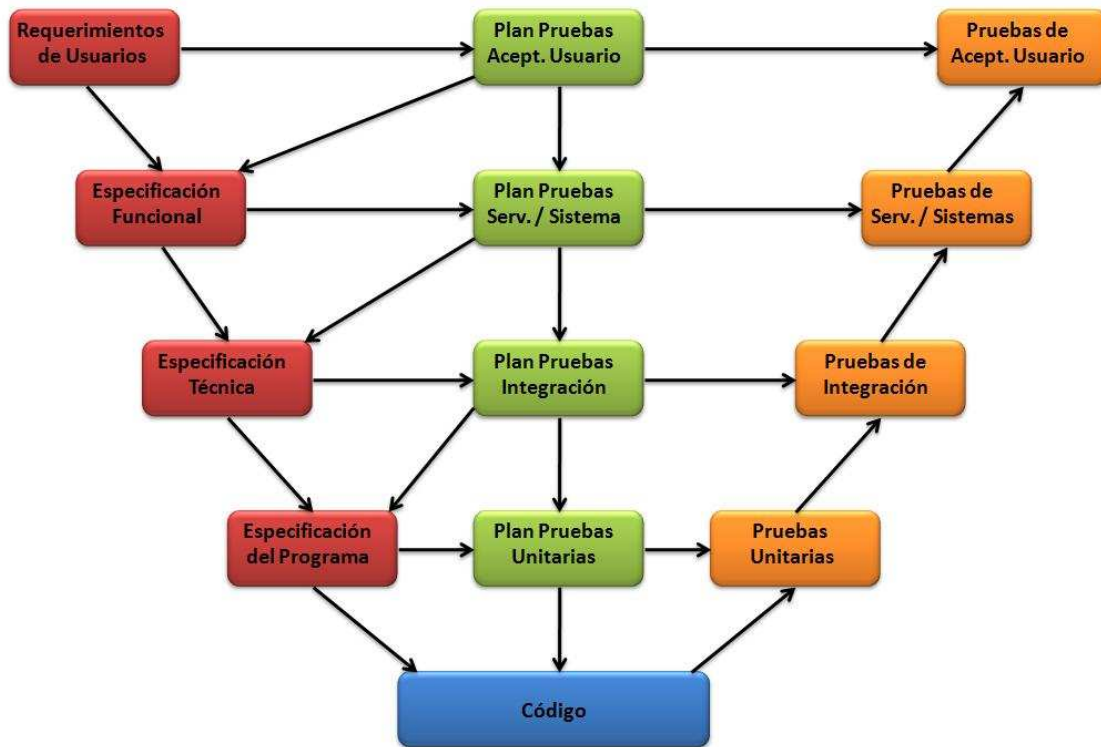 Requerimientos
de Usuarios
Plan Pruebas
Acept. Usuario
Pruebas de
Acept. Usuario
Especificación
Funcional
Plan Pruebas
Serv. / Sistema
Pruebas de
Serv. / Sistemas
Especificación
Técnica
Plan Pruebas
Integración
Pruebas de
Integración
Especificación
del Programa
Plan Pruebas
Unitarias
Pruebas
Unitarias
Código